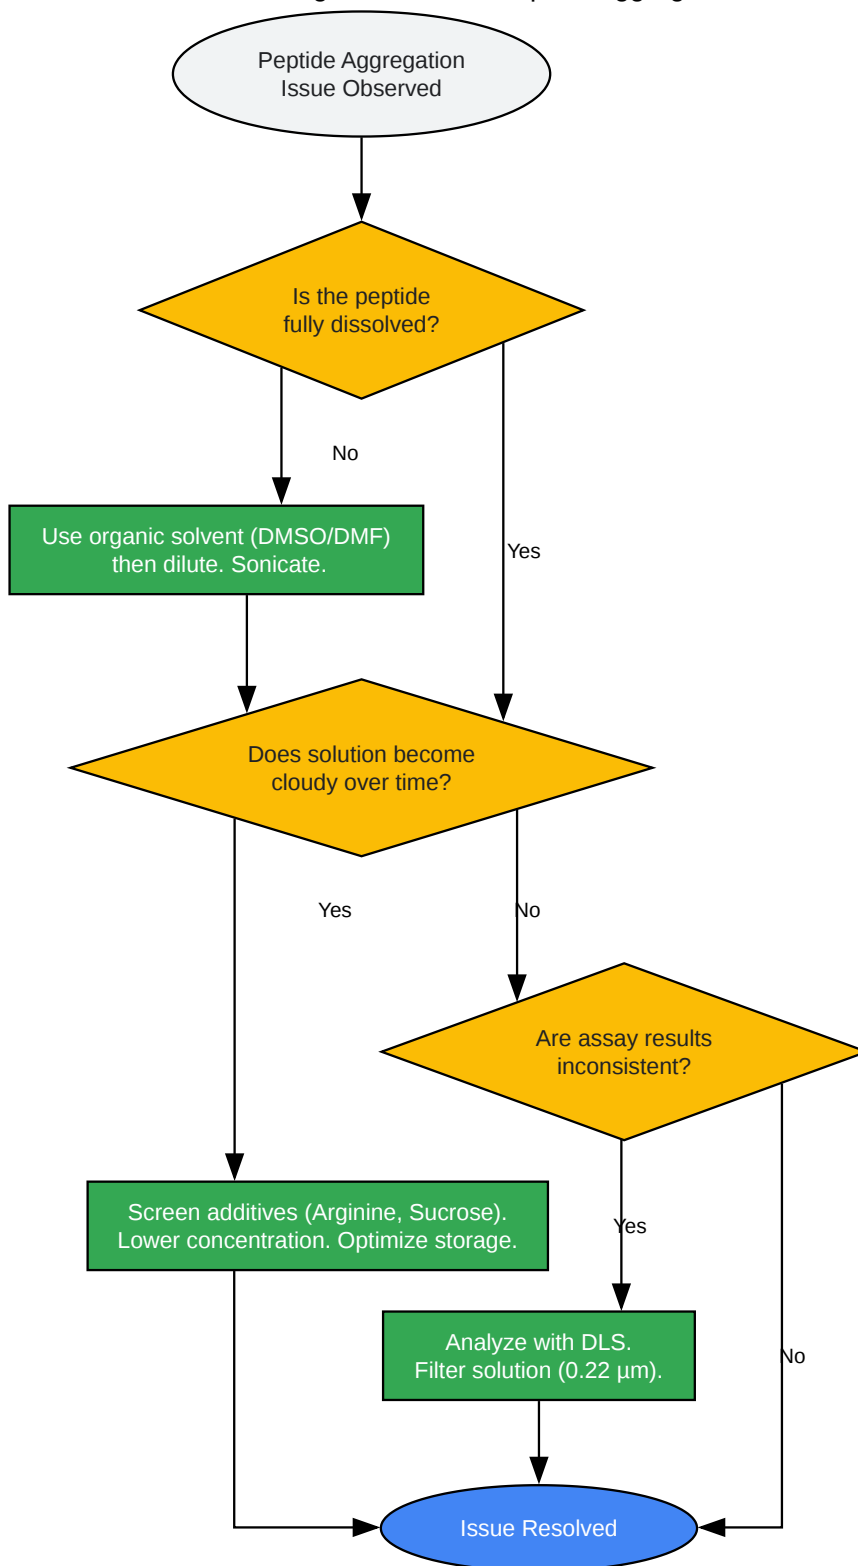 Peptide Aggregation
Issue Observed
Is the peptide
fully dissolved?
No
Use organic solvent (DMSO/DMF)
then dilute. Sonicate.
Yes
Does solution become
cloudy over time?
Yes
No
Are assay results
inconsistent?
Screen additives (Arginine, Sucrose).
Lower concentration. Optimize storage.
Yes
Analyze with DLS.
Filter solution (0.22 µm).
No
Issue Resolved